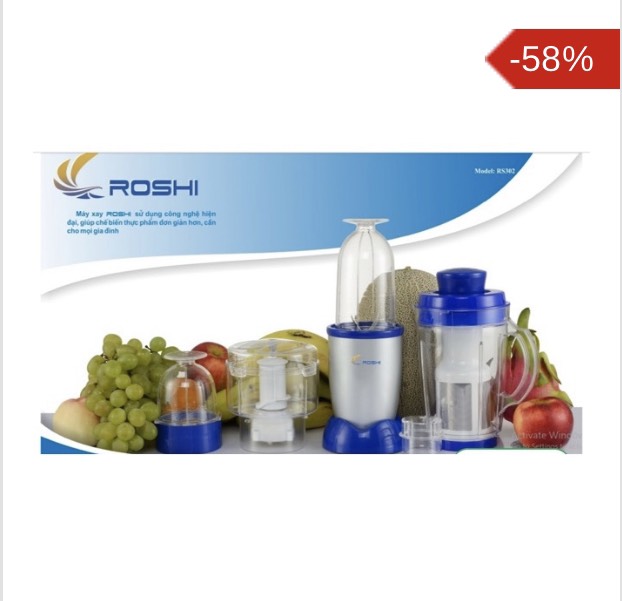 -58%
ROSHI
Model: RS302
Máy xay ROSHI sử dụng công nghệ hiện
đại, giúp chế biến thực phẩm đơn giản hơn, cần
cho mọi gia đình
ROSHI
Activate Wind